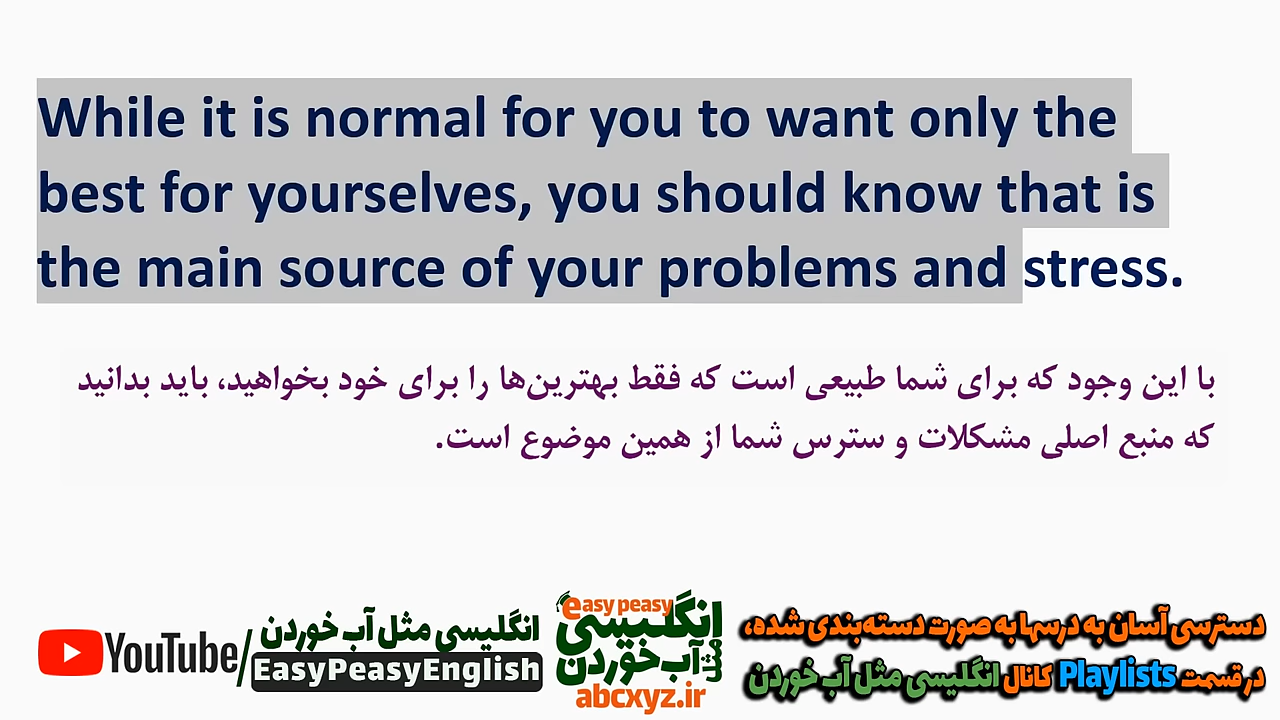 While it is normal for you to want only the
best for yourselves, you should know that is
the main source of your problems and stress.
با این وجود که برای شما طبیعی است که فقط بهترین‌ها را برای خود بخواهید، باید بدانید
که منبع اصلی مشکلات و سترس شما از همین موضوع است.
YouTube/
انگلیسی مثل آب خوردن
EasyPeasyEnglish
easy peasy
انگلیسی
مثل آب خوردن
abcxyz.ir
دسترسی آسان به درسها به صورت دسته‌بندی شده،
در قسمت Playlists کانال انگلیسی مثل آب خوردن